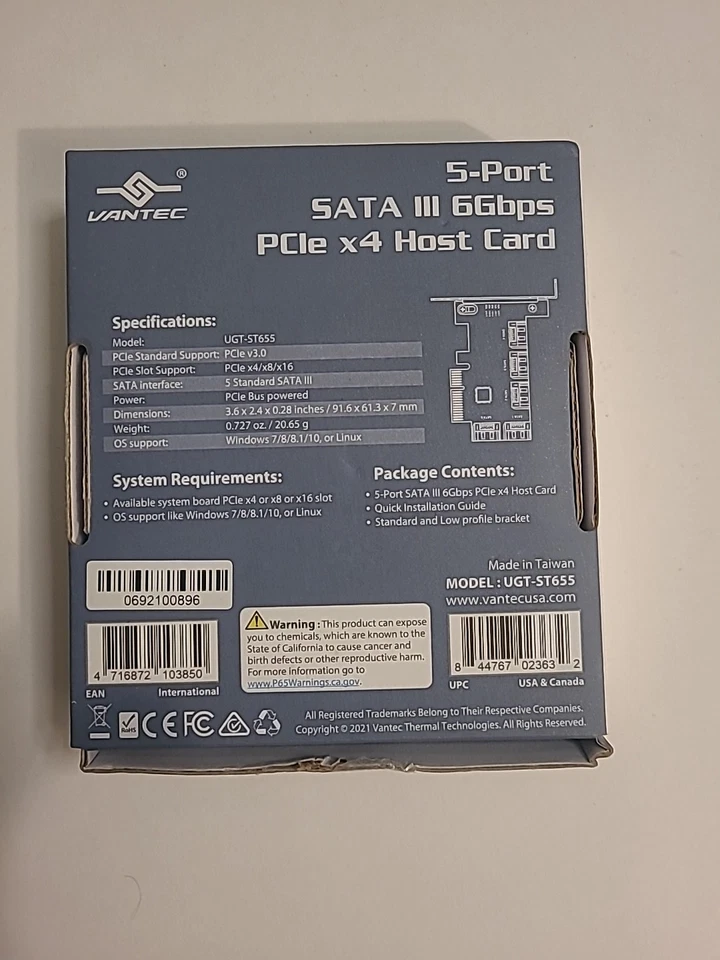 VANTEC®
5-Port
SATA III 6Gbps
PCIe x4 Host Card
Specifications:
Model: UGT-ST655
PCIe Standard Support: PCIe v3.0
PCIe Slot Support: PCIe x4/x8/x16
SATA interface: 5 Standard SATA III
Power: PCIe Bus powered
Dimensions: 3.6 x 2.4 x 0.28 inches / 91.6 x 61.3 x 7 mm
Weight: 0.727 oz. / 20.65 g
OS support: Windows 7/8/8.1/10, or Linux
System Requirements:
• Available system board PCIe x4 or x8 or x16 slot
• OS support like Windows 7/8/8.1/10, or Linux
Package Contents:
• 5-Port SATA III 6Gbps PCIe x4 Host Card
• Quick Installation Guide
• Standard and Low profile bracket
0692100896
4 716872 103850
EAN International
Warning : This product can expose
you to chemicals, which are known to the
State of California to cause cancer and
birth defects or other reproductive harm.
For more information go to
www.P65Warnings.ca.gov.
Made in Taiwan
MODEL : UGT-ST655
www.vantecusa.com
8 44767 02363 2
UPC USA & Canada
RoHS CE FC
All Registered Trademarks Belong to Their Respective Companies.
Copyright © 2021 Vantec Thermal Technologies. All Rights Reserved.